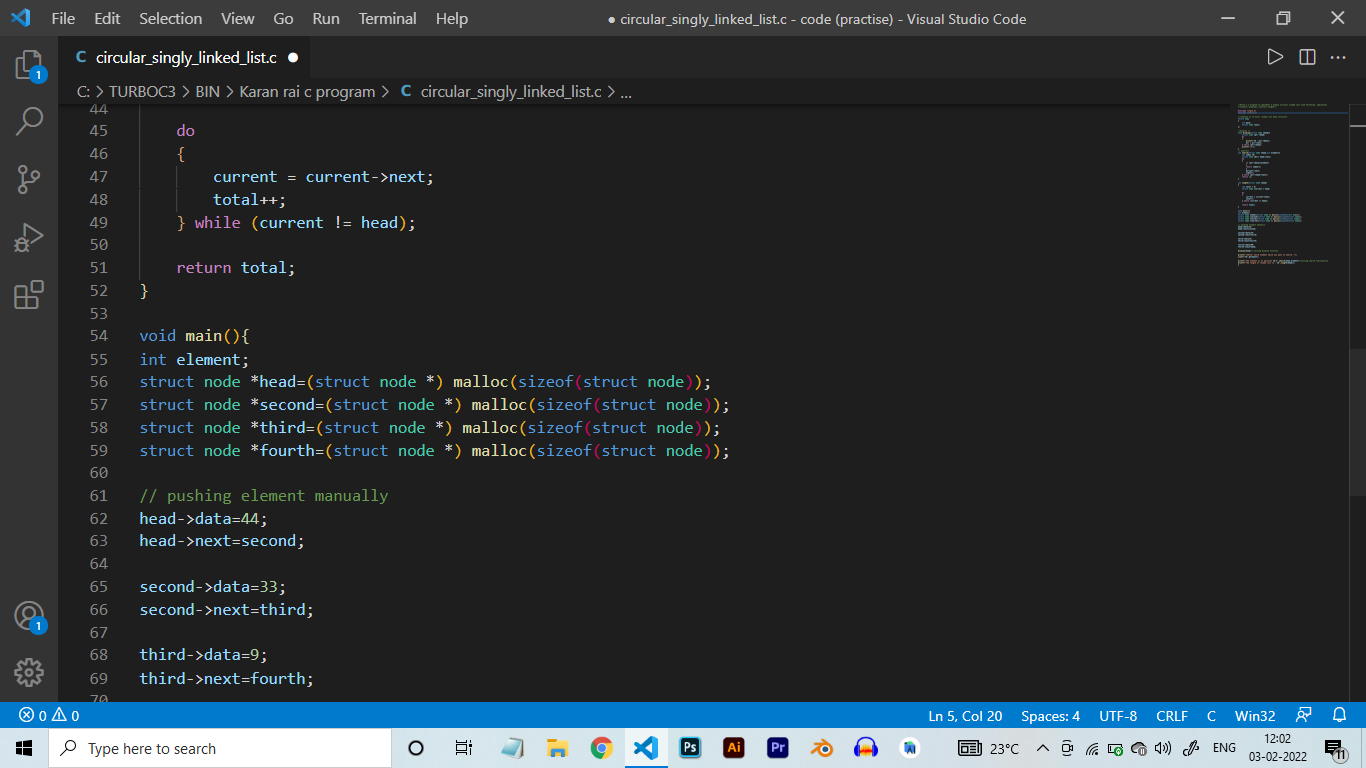 File Edit Selection View Go Run Terminal Help ● circular_singly_linked_list.c - code (practise) - Visual Studio Code
C circular_singly_linked_list.c ●
C: > TURBOC3 > BIN > Karan rai c program > C circular_singly_linked_list.c > ...
44
45 do
46 {
47 current = current->next;
48 total++;
49 } while (current != head);
50
51 return total;
52 }
53
54 void main(){
55 int element;
56 struct node *head=(struct node *) malloc(sizeof(struct node));
57 struct node *second=(struct node *) malloc(sizeof(struct node));
58 struct node *third=(struct node *) malloc(sizeof(struct node));
59 struct node *fourth=(struct node *) malloc(sizeof(struct node));
60
61 // pushing element manually
62 head->data=44;
63 head->next=second;
64
65 second->data=33;
66 second->next=third;
67
68 third->data=9;
69 third->next=fourth;
70
1
1
0 0 Ln 5, Col 20 Spaces: 4 UTF-8 CRLF C Win32
Type here to search Ps Ai Pr 23°C ENG 12:02
03-02-2022 11